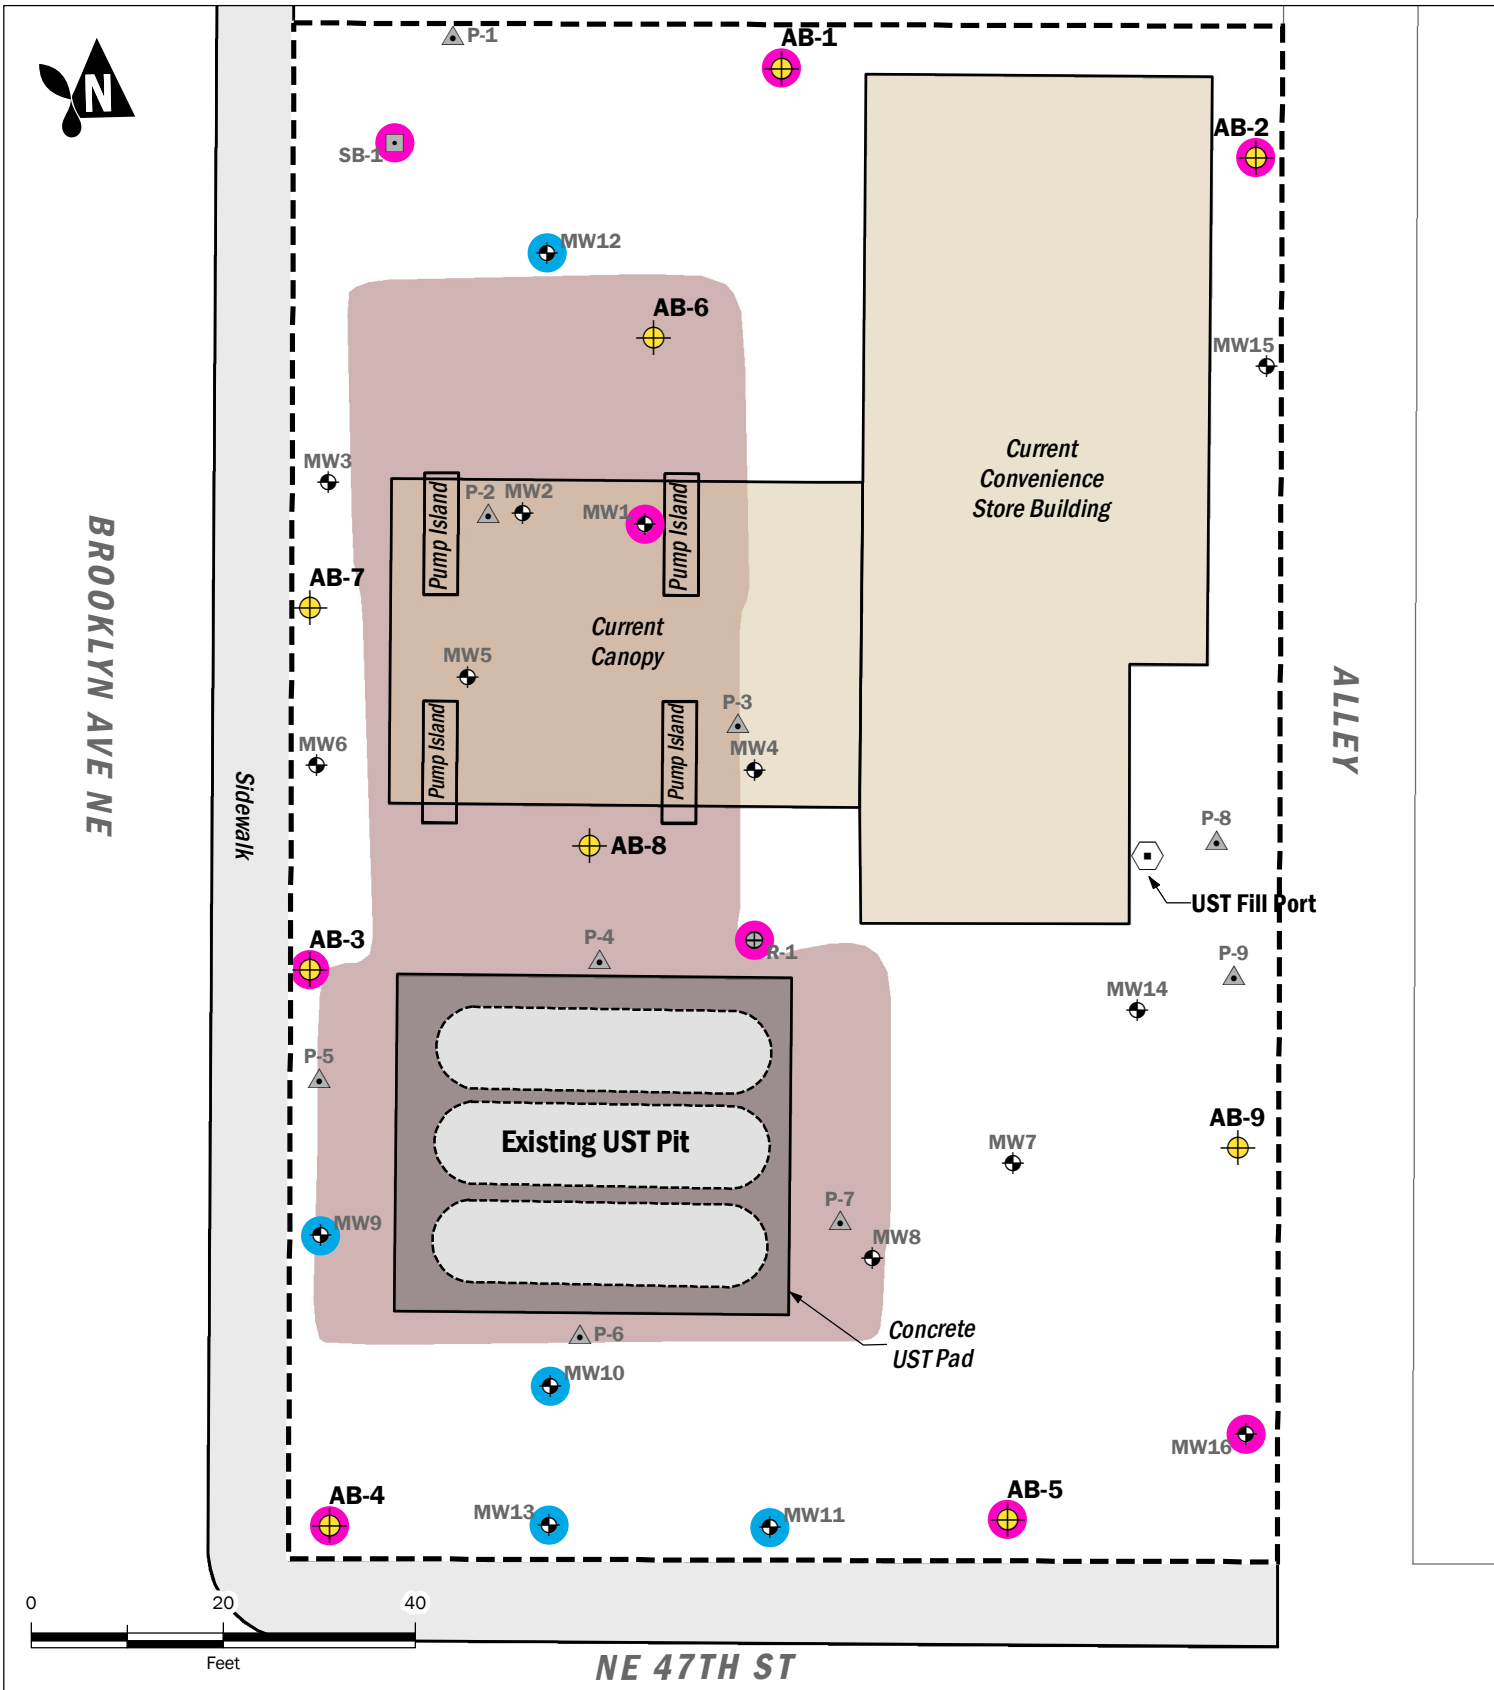 P-1
AB-1
N
AB-2
SB-1
MW12
AB-6
MW15
Current
Convenience
Store Building
MW3
Pump Island
P-2
MW2
MW1
Pump Island
BROOKLYN AVE NE
AB-7
Current
Canopy
MW5
ALLEY
P-3
Pump Island
Pump Island
MW6
MW4
Sidewalk
P-8
AB-8
UST Fill Port
AB-3
P-4
R-1
P-9
MW14
P-5
AB-9
Existing UST Pit
MW7
P-7
MW9
MW8
Concrete
UST Pad
P-6
MW10
MW16
AB-4
AB-5
MW13
MW11
0 20 40
Feet
NE 47TH ST